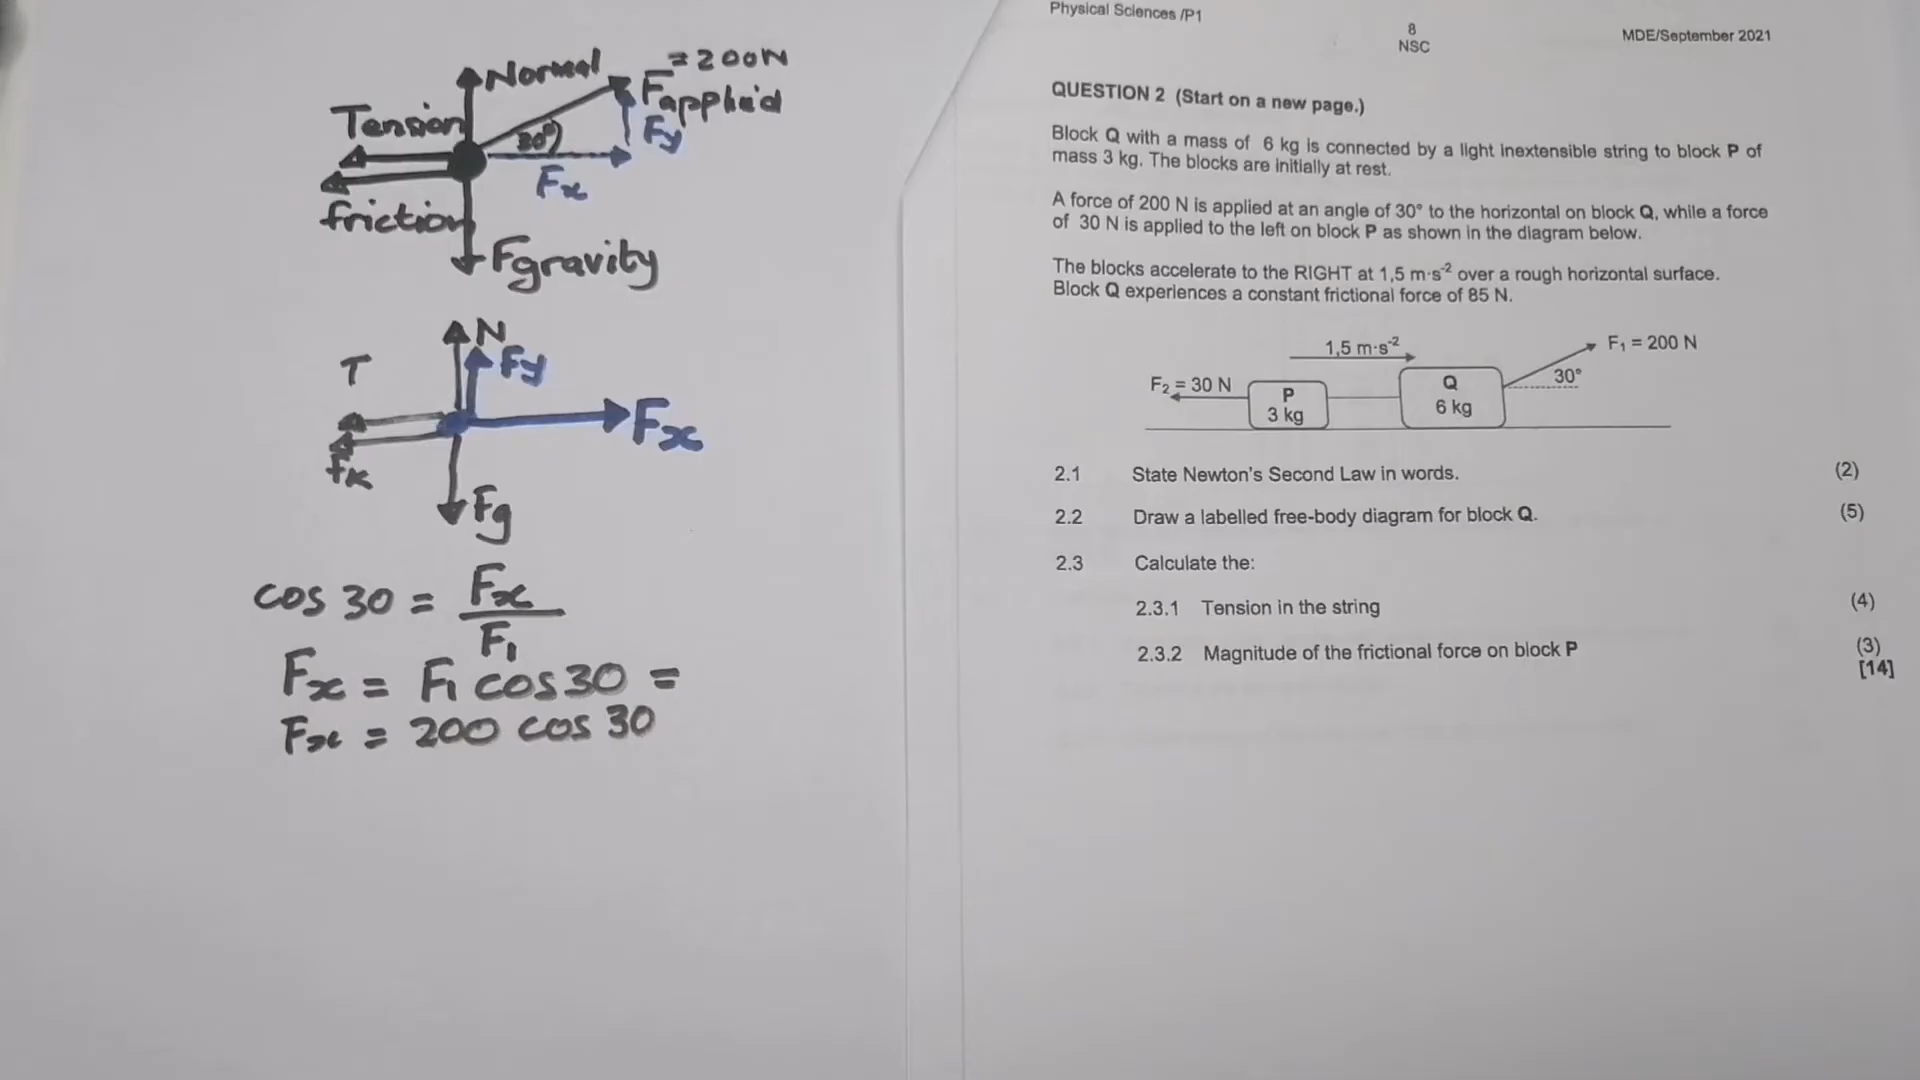 Normal
= 200N
Fapplied
Tension
30°
Fy
Fx
friction
Fgravity
N
Fy
T
Fx
fk
Fg
cos 30 = Fx
F1
Fx = F1 cos 30 =
Fx = 200 cos 30
Physical Sciences /P1
8
NSC
MDE/September 2021
QUESTION 2 (Start on a new page.)
Block Q with a mass of 6 kg is connected by a light inextensible string to block P of
mass 3 kg. The blocks are initially at rest.
A force of 200 N is applied at an angle of 30° to the horizontal on block Q, while a force
of 30 N is applied to the left on block P as shown in the diagram below.
The blocks accelerate to the RIGHT at 1,5 m·s⁻² over a rough horizontal surface.
Block Q experiences a constant frictional force of 85 N.
1,5 m·s⁻²
F₁ = 200 N
30°
F₂ = 30 N
P
3 kg
Q
6 kg
2.1 State Newton's Second Law in words. (2)
2.2 Draw a labelled free-body diagram for block Q. (5)
2.3 Calculate the:
2.3.1 Tension in the string (4)
2.3.2 Magnitude of the frictional force on block P (3)
[14]